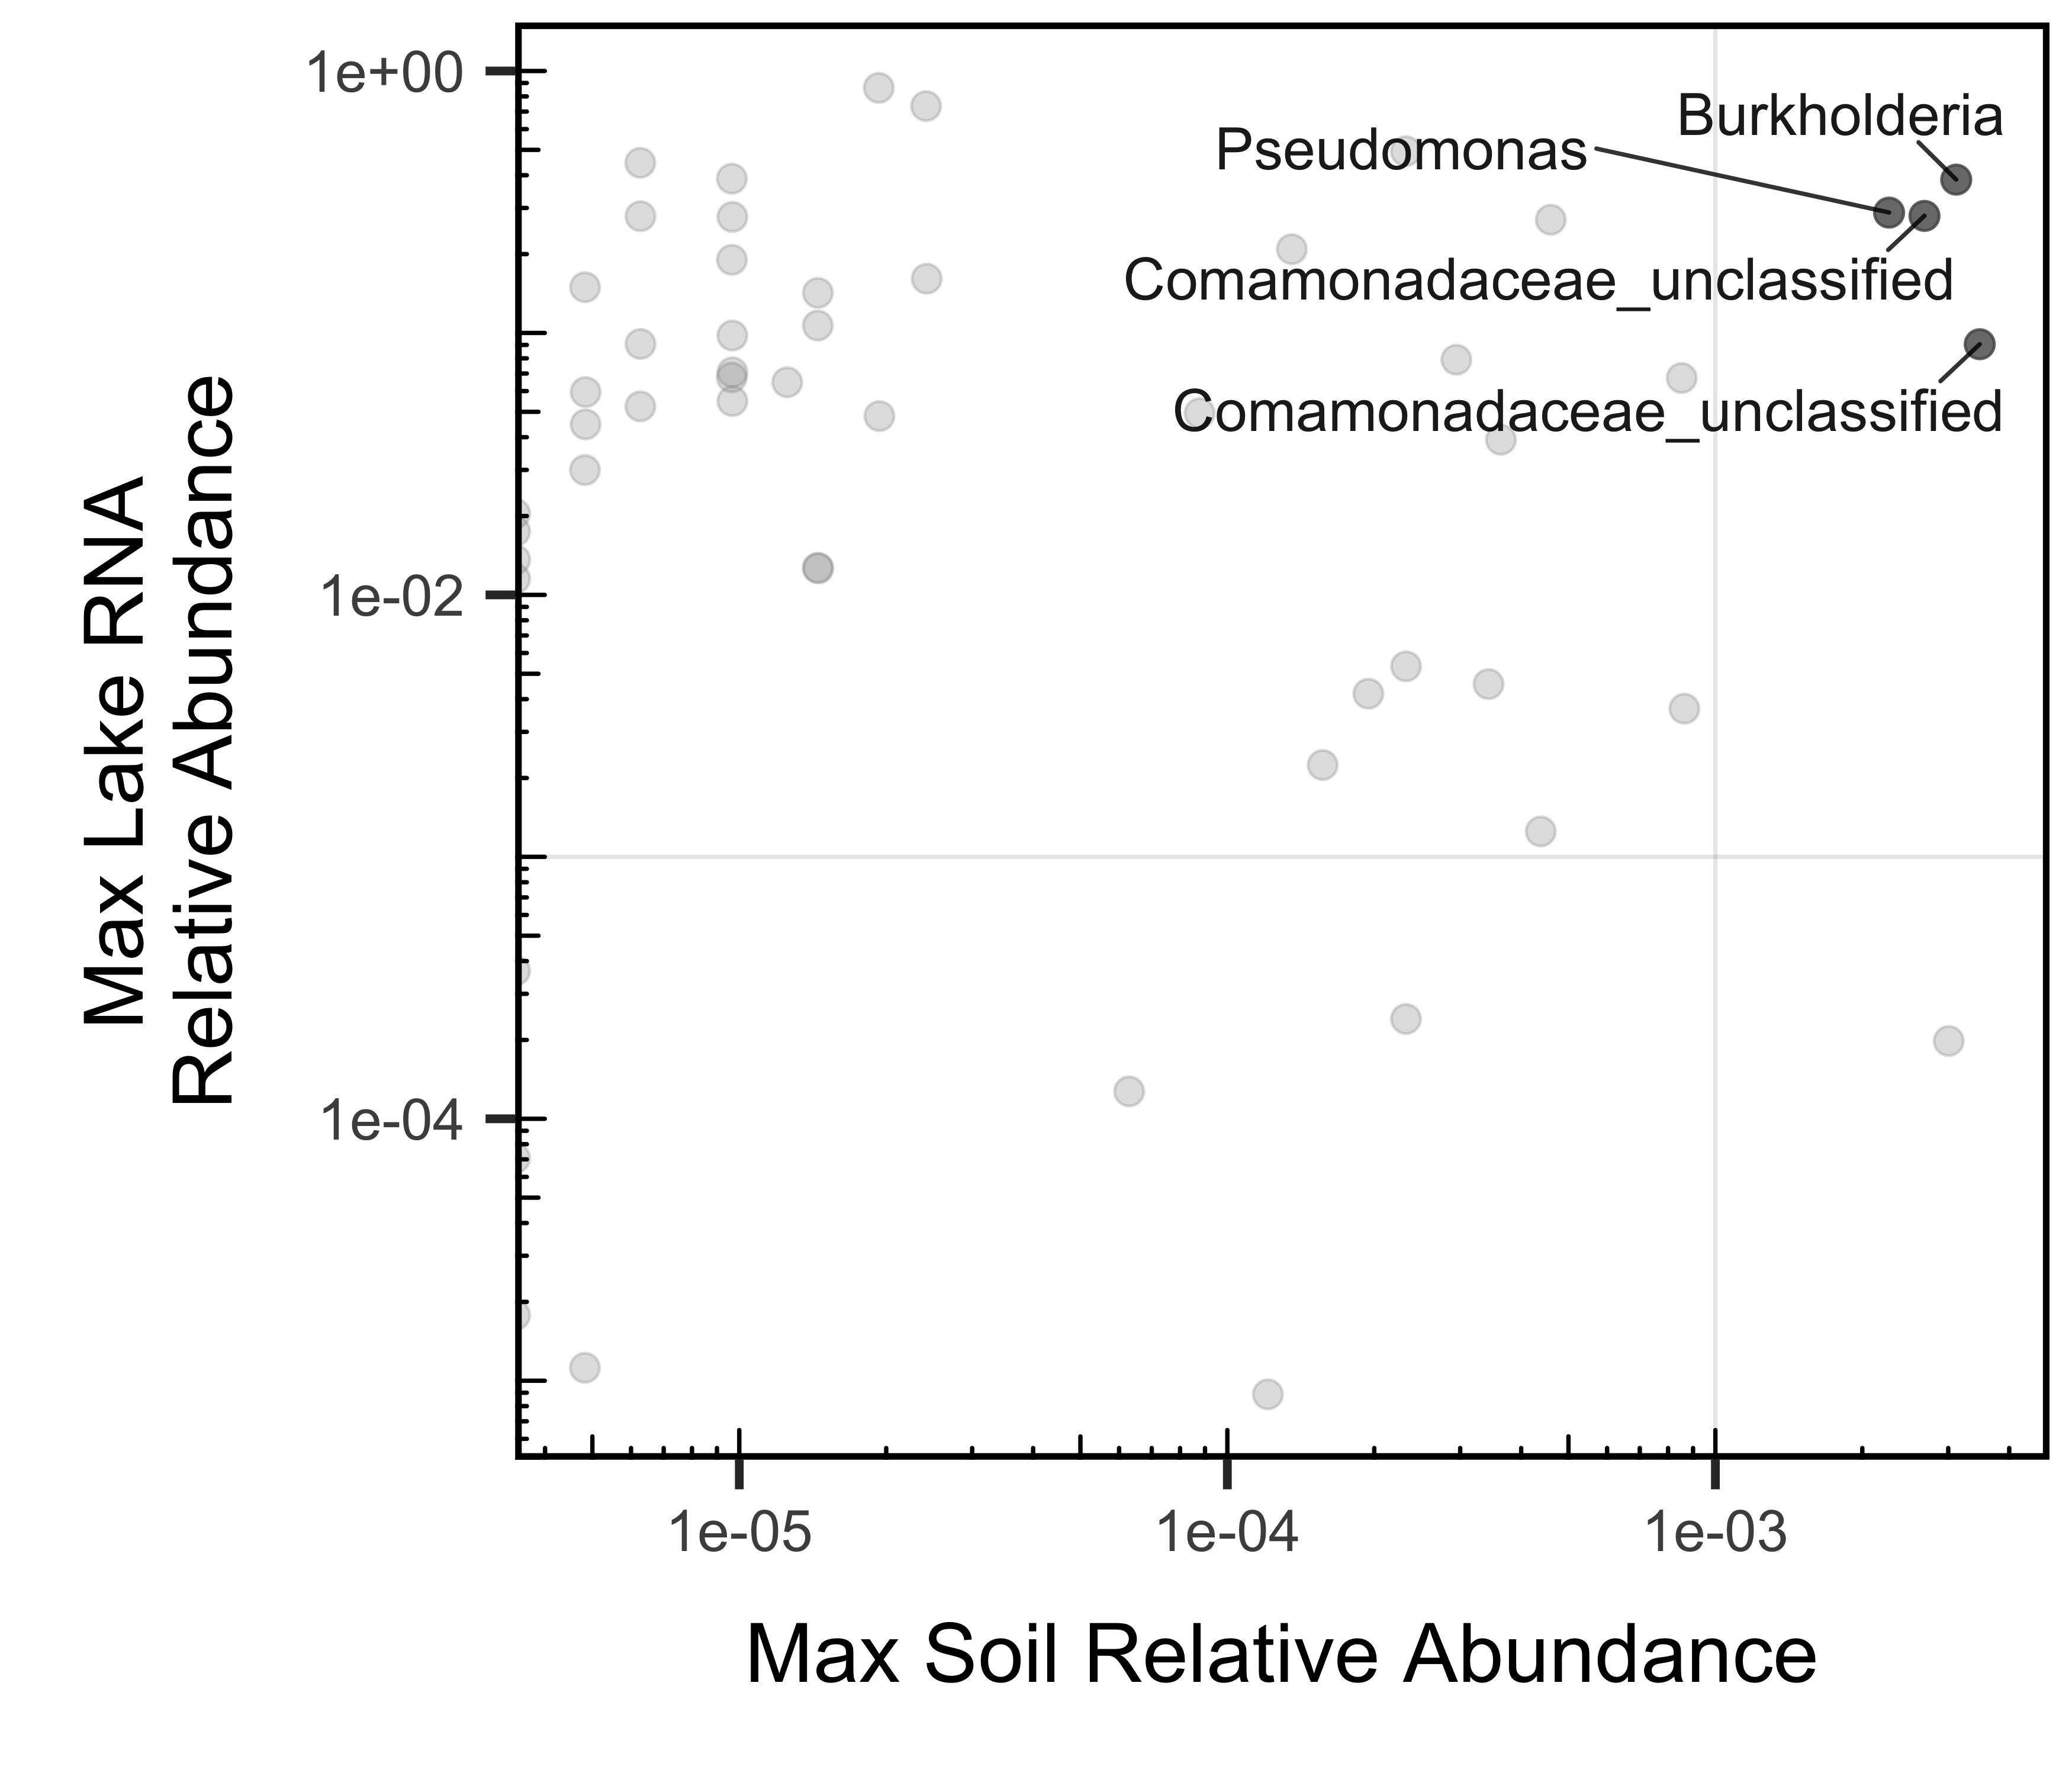 1e+00
Burkholderia
Pseudomonas
Comamonadaceae_unclassified
Comamonadaceae_unclassified
Max Lake RNA
Relative Abundance
1e-02
1e-04
1e-05
1e-04
1e-03
Max Soil Relative Abundance